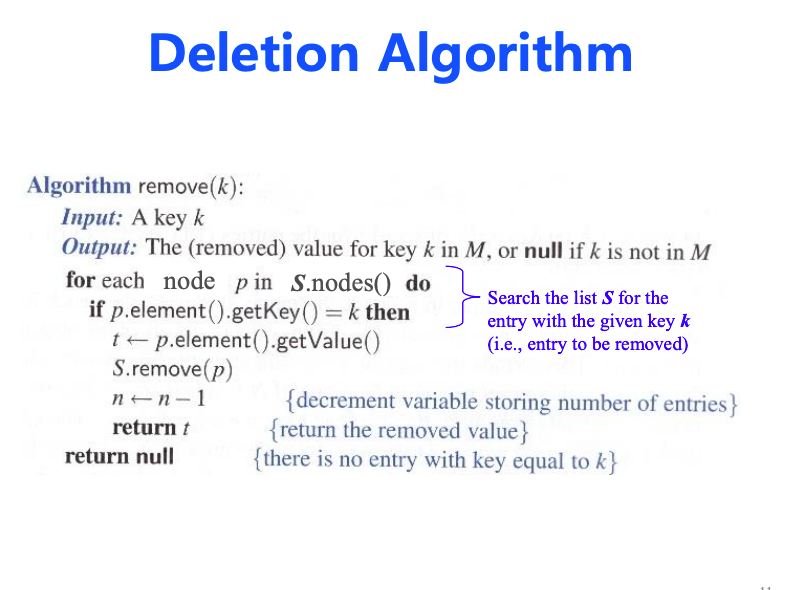 Deletion Algorithm
Algorithm remove(k):
Input: A key k
Output: The (removed) value for key k in M, or null if k is not in M
for each node p in S.nodes() do
if p.element().getKey() = k then
t ← p.element().getValue()
S.remove(p)
n ← n − 1 {decrement variable storing number of entries}
return t {return the removed value}
return null {there is no entry with key equal to k}
Search the list S for the
entry with the given key k
(i.e., entry to be removed)